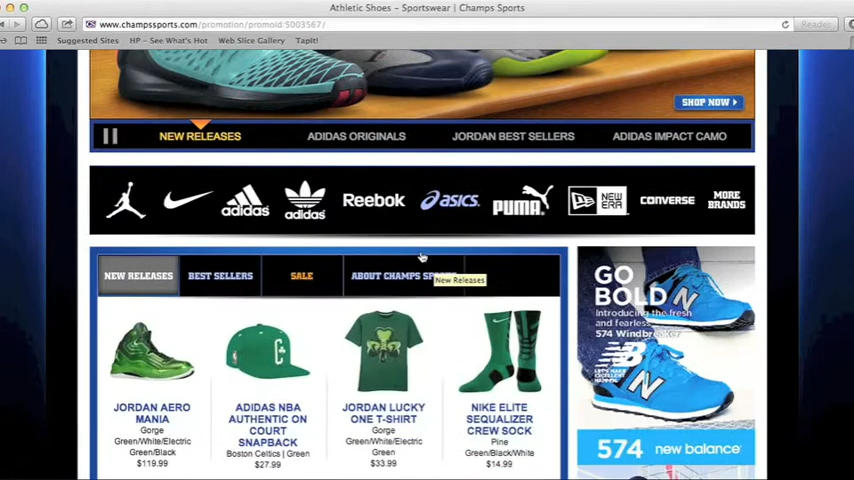 Athletic Shoes – Sportswear | Champs Sports
www.champssports.com/promotion/promoid:5003567/
Reader
Suggested Sites HP – See What's Hot Web Slice Gallery TapIt!
SHOP NOW
NEW RELEASES ADIDAS ORIGINALS JORDAN BEST SELLERS ADIDAS IMPACT CAMO
adidas adidas Reebok asics PUMA NEW ERA CONVERSE MORE BRANDS
NEW RELEASES BEST SELLERS SALE ABOUT CHAMPS
New Releases
GO
BOLD
Introducing the fresh
and fearless
574 Windbreaker
JORDAN AERO
MANIA
Gorge
Green/White/Electric
Green/Black
$119.99
ADIDAS NBA
AUTHENTIC ON
COURT
SNAPBACK
Boston Celtics | Green
$27.99
JORDAN LUCKY
ONE T-SHIRT
Gorge
Green/White/Electric
Green
$33.99
NIKE ELITE
SEQUALIZER
CREW SOCK
Pine
Green/Black/White
$14.99
574 new balance